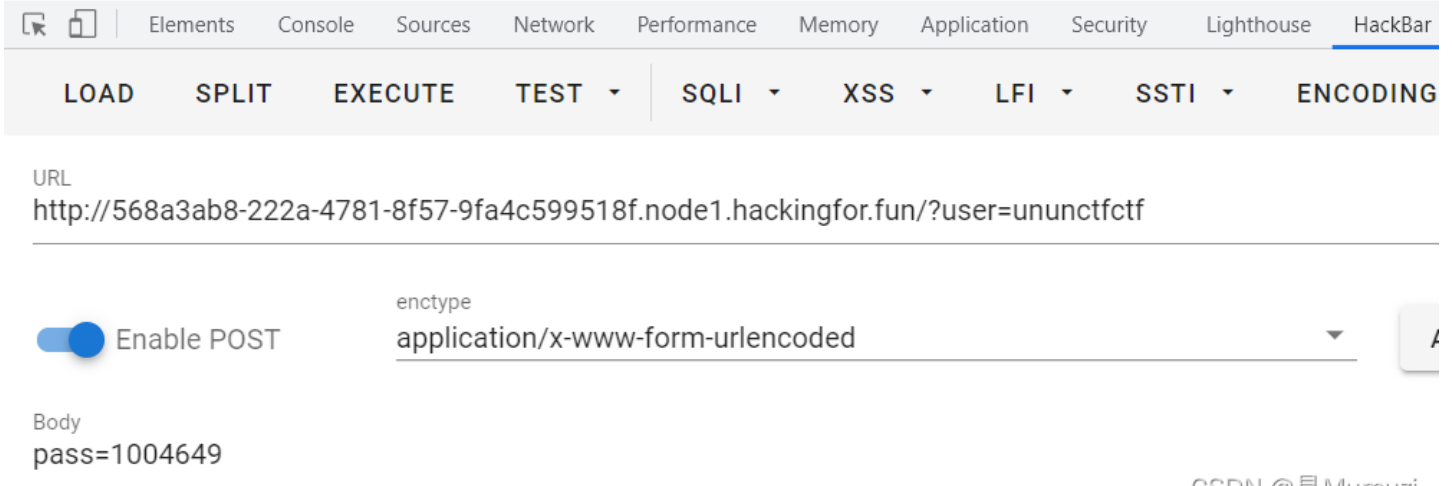 Elements Console Sources Network Performance Memory Application Security Lighthouse HackBar
LOAD SPLIT EXECUTE TEST SQLI XSS LFI SSTI ENCODING
URL
http://568a3ab8-222a-4781-8f57-9fa4c599518f.node1.hackingfor.fun/?user=ununctfctf
enctype
Enable POST application/x-www-form-urlencoded
Body
pass=1004649